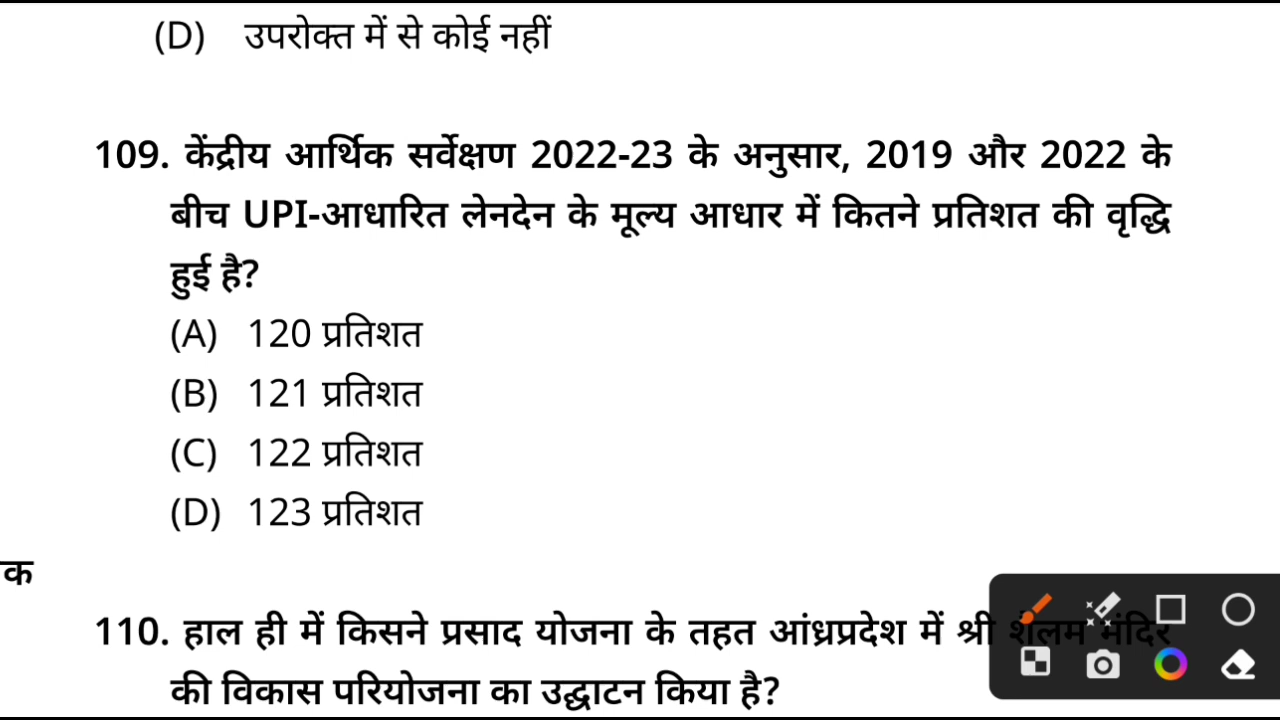 (D) उपरोक्त में से कोई नहीं
109. केंद्रीय आर्थिक सर्वेक्षण 2022-23 के अनुसार, 2019 और 2022 के
बीच UPI-आधारित लेनदेन के मूल्य आधार में कितने प्रतिशत की वृद्धि
हुई है?
(A) 120 प्रतिशत
(B) 121 प्रतिशत
(C) 122 प्रतिशत
(D) 123 प्रतिशत
क
110. हाल ही में किसने प्रसाद योजना के तहत आंध्रप्रदेश में श्री शैलम मंदिर
की विकास परियोजना का उद्घाटन किया है?